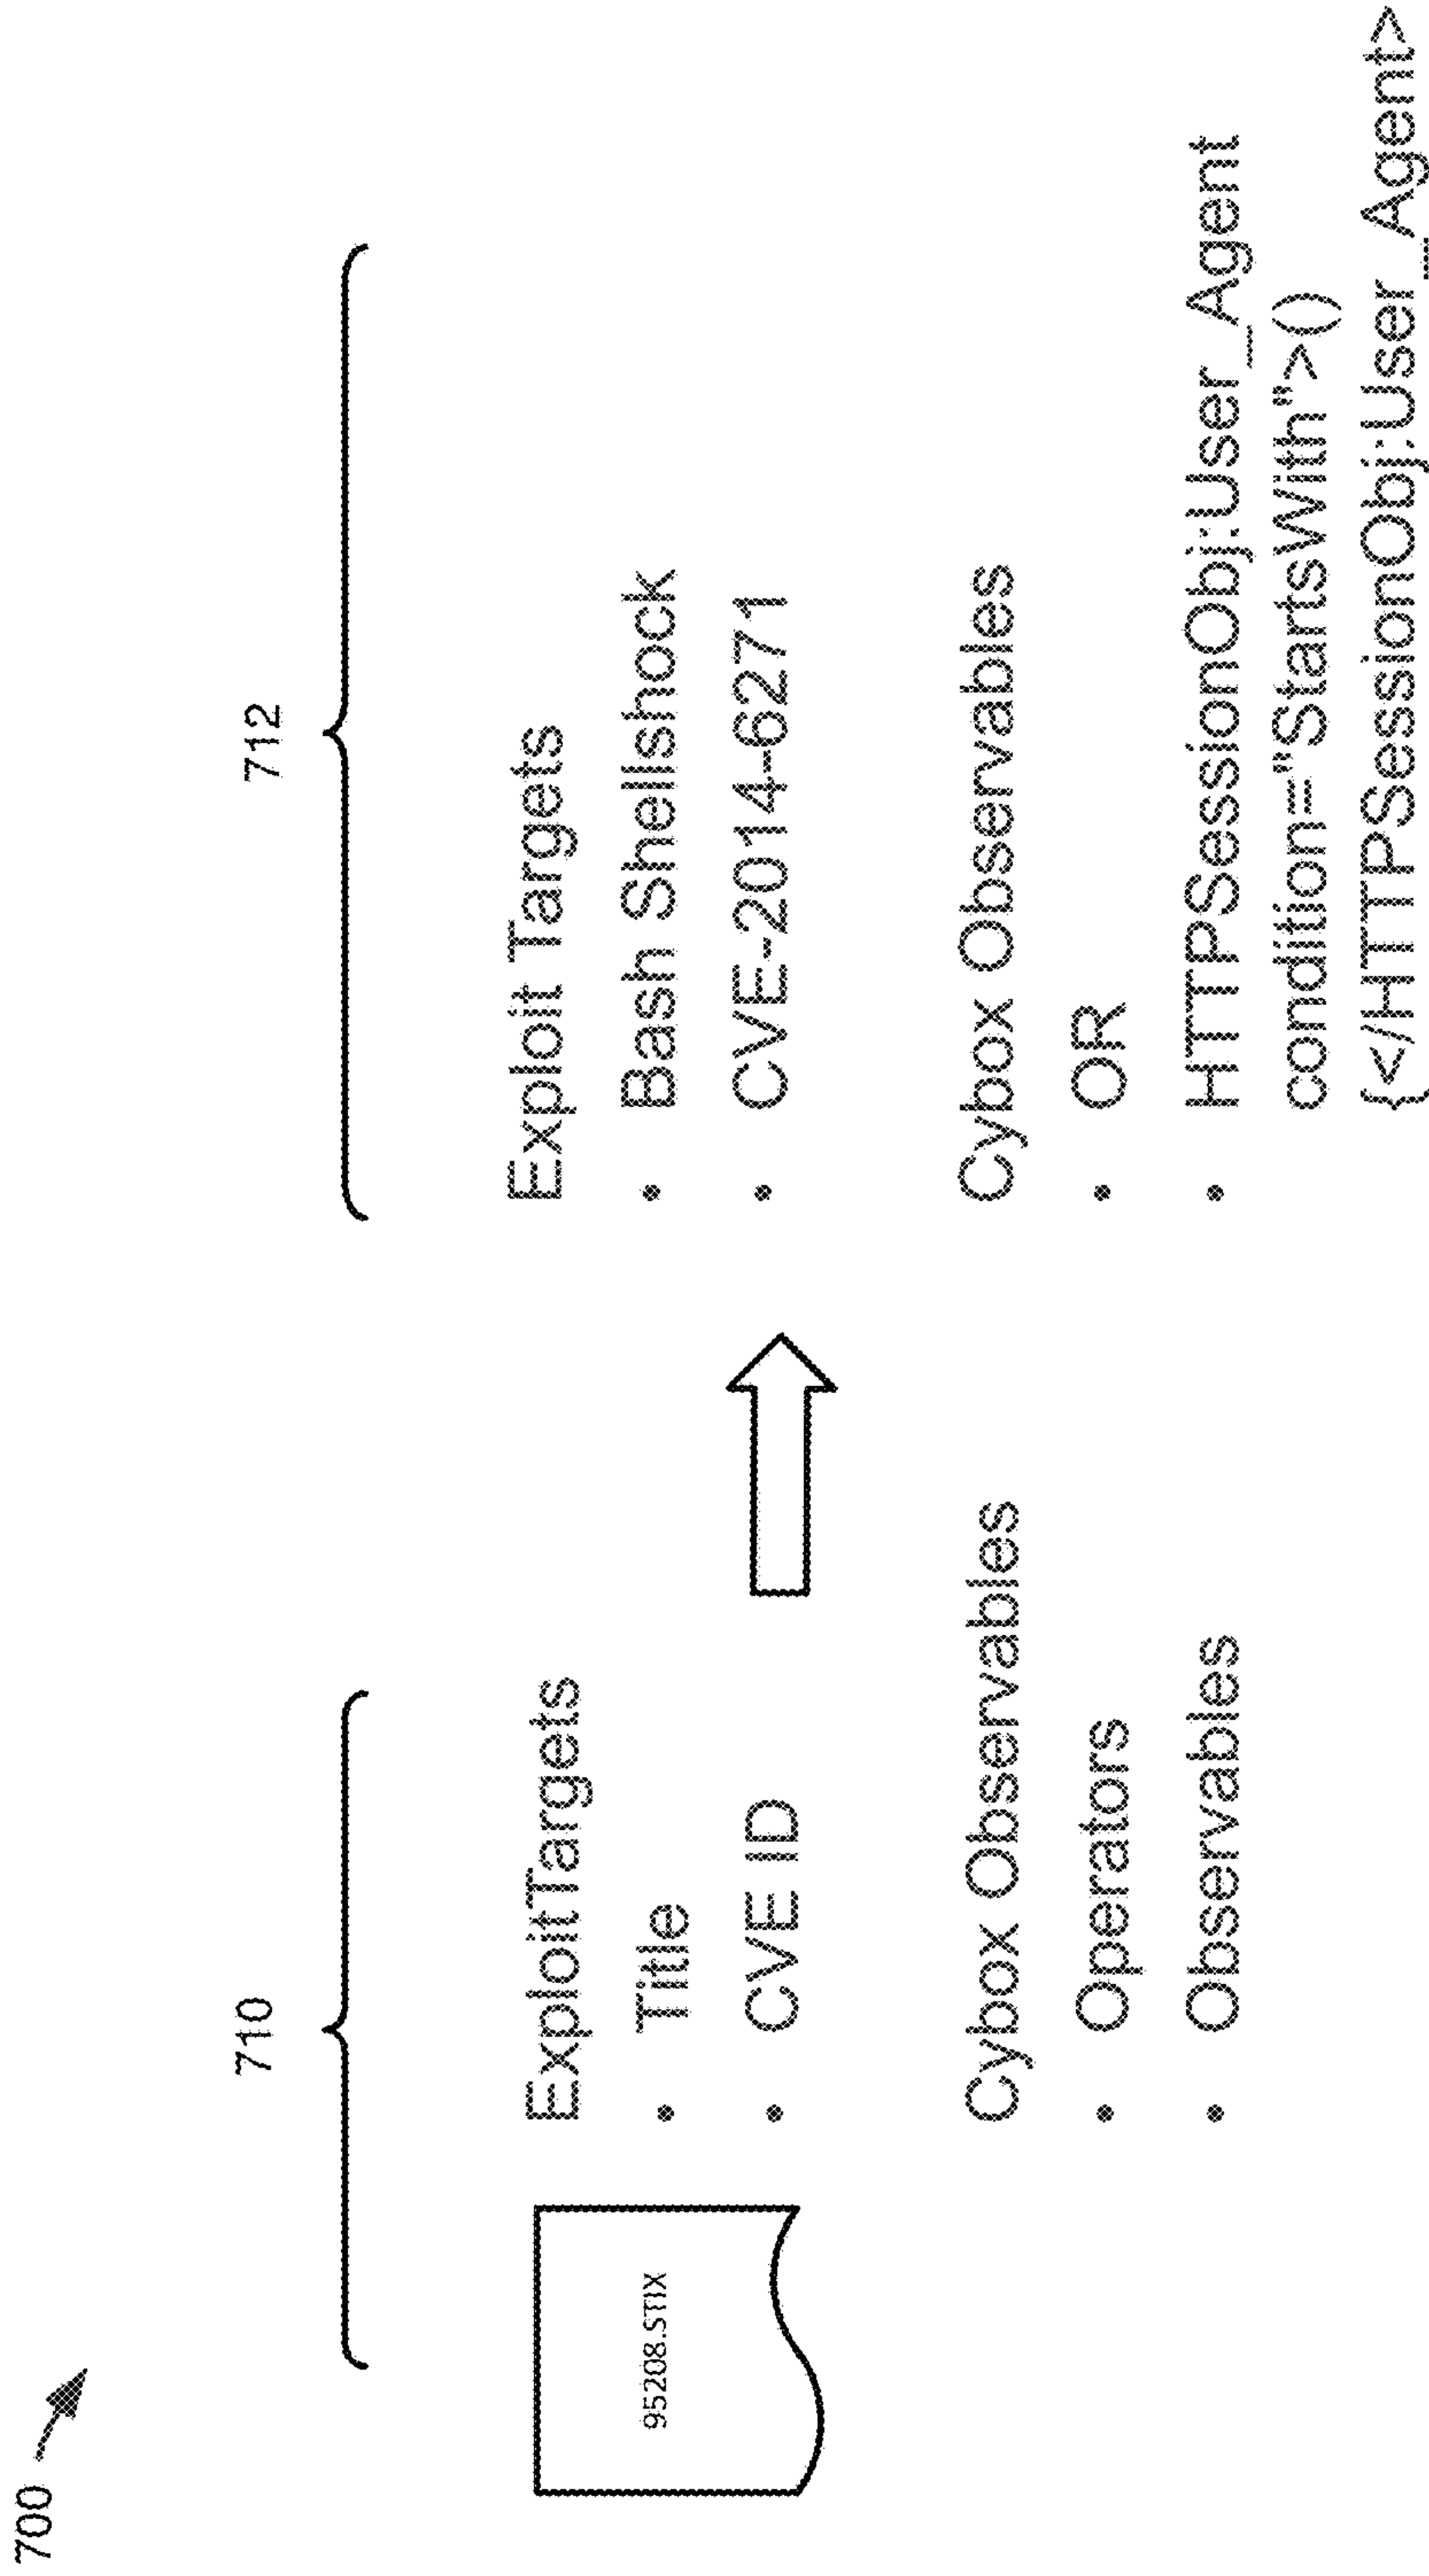 700
710
95208.STIX
ExploitTargets
• Title
• CVE ID
Cybox Observables
• Operators
• Observables
712
Exploit Targets
• Bash Shellshock
• CVE-2014-6271
Cybox Observables
• OR
• HTTPSessionObj:User_Agent
condition="StartsWith">()
{</HTTPSessionObj:User_Agent>